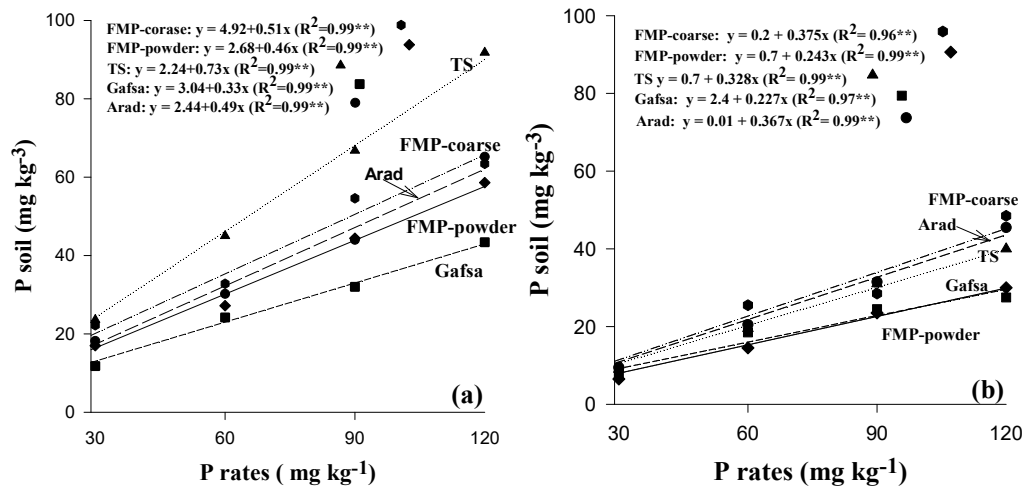 FMP-corase: y = 4.92+0.51x (R2=0.99**)
FMP-powder: y = 2.68+0.46x (R2=0.99**)
TS: y = 2.24+0.73x (R2=0.99**)
Gafsa: y = 3.04+0.33x (R2=0.99**)
Arad: y = 2.44+0.49x (R2=0.99**)
P soil (mg kg-3)
100
80
60
40
20
0
TS
FMP-coarse
Arad
FMP-powder
Gafsa
(a)
30 60 90 120
P rates ( mg kg-1)
FMP-coarse: y = 0.2 + 0.375x (R2= 0.96**)
FMP-powder: y = 0.7 + 0.243x (R2= 0.99**)
TS y = 0.7 + 0.328x (R2= 0.99**)
Gafsa: y = 2.4 + 0.227x (R2= 0.97**)
Arad: y = 0.01 + 0.367x (R2= 0.99**)
P soil (mg kg-3)
100
80
60
40
20
0
FMP-coarse
Arad
TS
Gafsa
FMP-powder
(b)
30 60 90 120
P rates (mg kg-1)